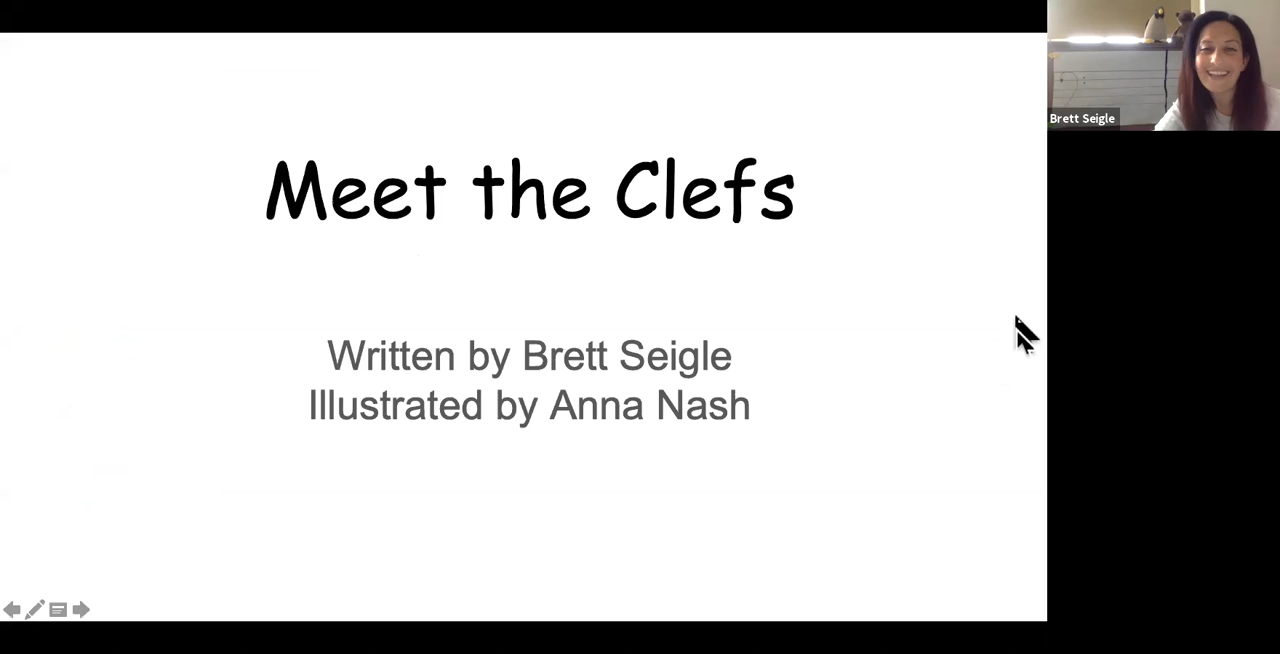 Meet the Clefs
Written by Brett Seigle
Illustrated by Anna Nash
Brett Seigle